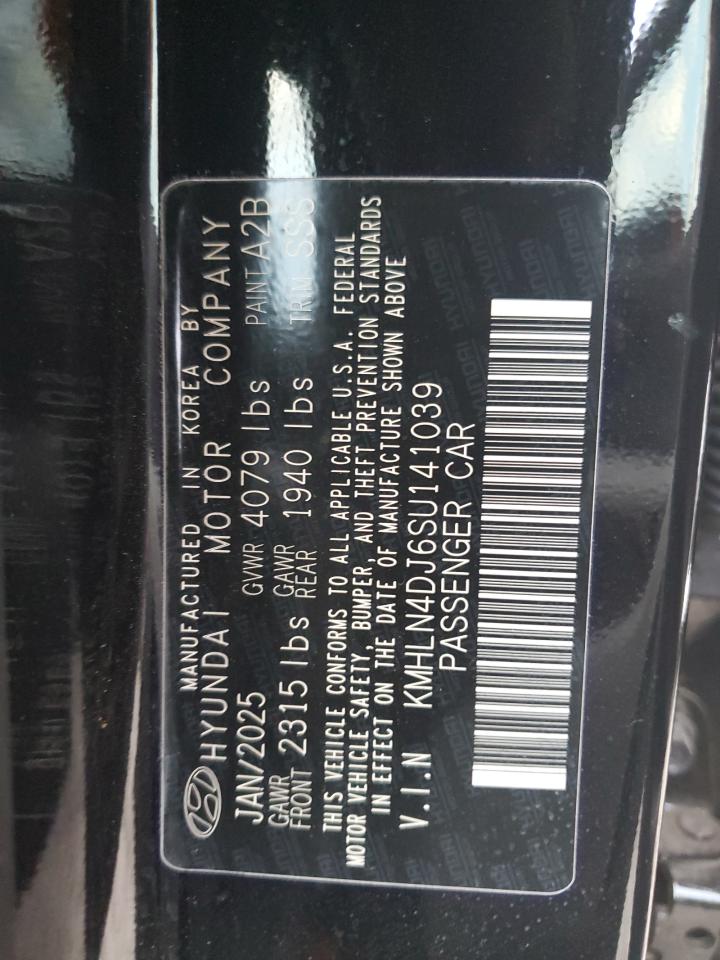 MANUFACTURED IN KOREA BY
HYUNDAI MOTOR COMPANY
JAN/2025 GVWR 4079 lbs PAINT A2B
GAWR FRONT 2315 lbs GAWR REAR 1940 lbs TRIM SSS
THIS VEHICLE CONFORMS TO ALL APPLICABLE U.S.A. FEDERAL
MOTOR VEHICLE SAFETY, BUMPER, AND THEFT PREVENTION STANDARDS
IN EFFECT ON THE DATE OF MANUFACTURE SHOWN ABOVE
V.I.N KMHLN4DJ6SU141039
PASSENGER CAR